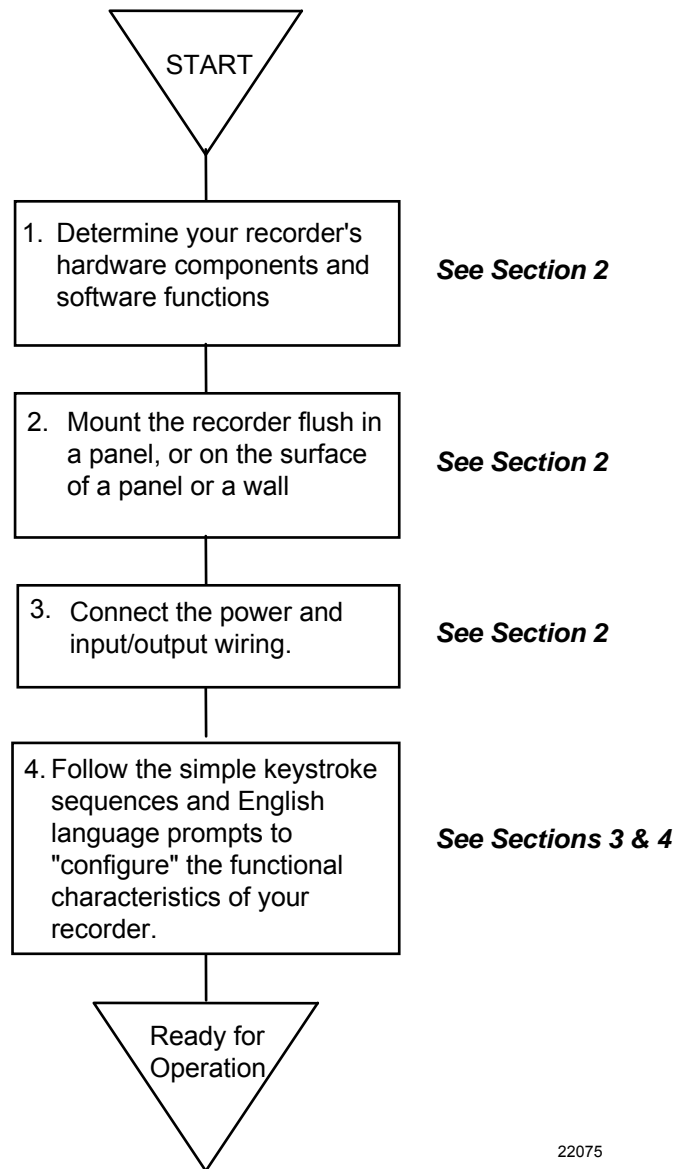 START
1. Determine your recorder's
hardware components and
software functions
See Section 2
2. Mount the recorder flush in
a panel, or on the surface
of a panel or a wall
See Section 2
3. Connect the power and
input/output wiring.
See Section 2
4. Follow the simple keystroke
sequences and English
language prompts to
"configure" the functional
characteristics of your
recorder.
See Sections 3 & 4
Ready for
Operation
22075